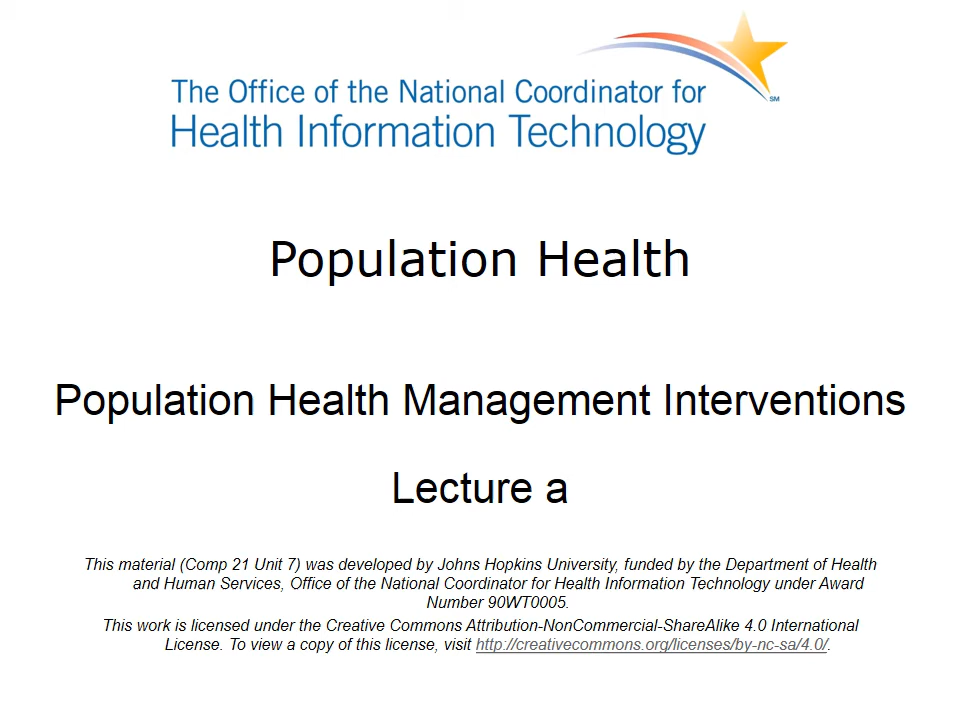 The Office of the National Coordinator for
Health Information Technology
SM
Population Health
Population Health Management Interventions
Lecture a
This material (Comp 21 Unit 7) was developed by Johns Hopkins University, funded by the Department of Health
and Human Services, Office of the National Coordinator for Health Information Technology under Award
Number 90WT0005.
This work is licensed under the Creative Commons Attribution-NonCommercial-ShareAlike 4.0 International
License. To view a copy of this license, visit http://creativecommons.org/licenses/by-nc-sa/4.0/.